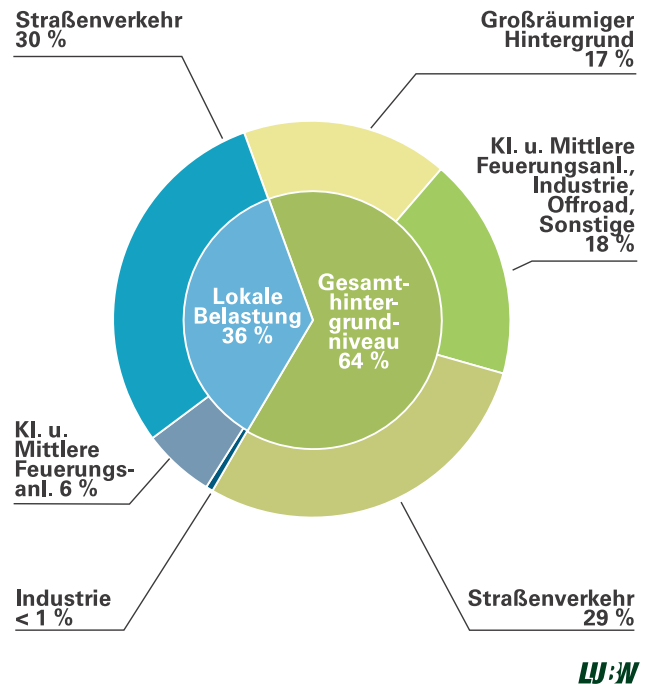 Straßenverkehr
30 %
Großräumiger
Hintergrund
17 %
Kl. u. Mittlere
Feuerungsanl.,
Industrie,
Offroad,
Sonstige
18 %
Lokale
Belastung
36 %
Gesamt-
hinter-
grund-
niveau
64 %
Kl. u.
Mittlere
Feuerungs-
anl. 6 %
Industrie
< 1 %
Straßenverkehr
29 %
LUBW